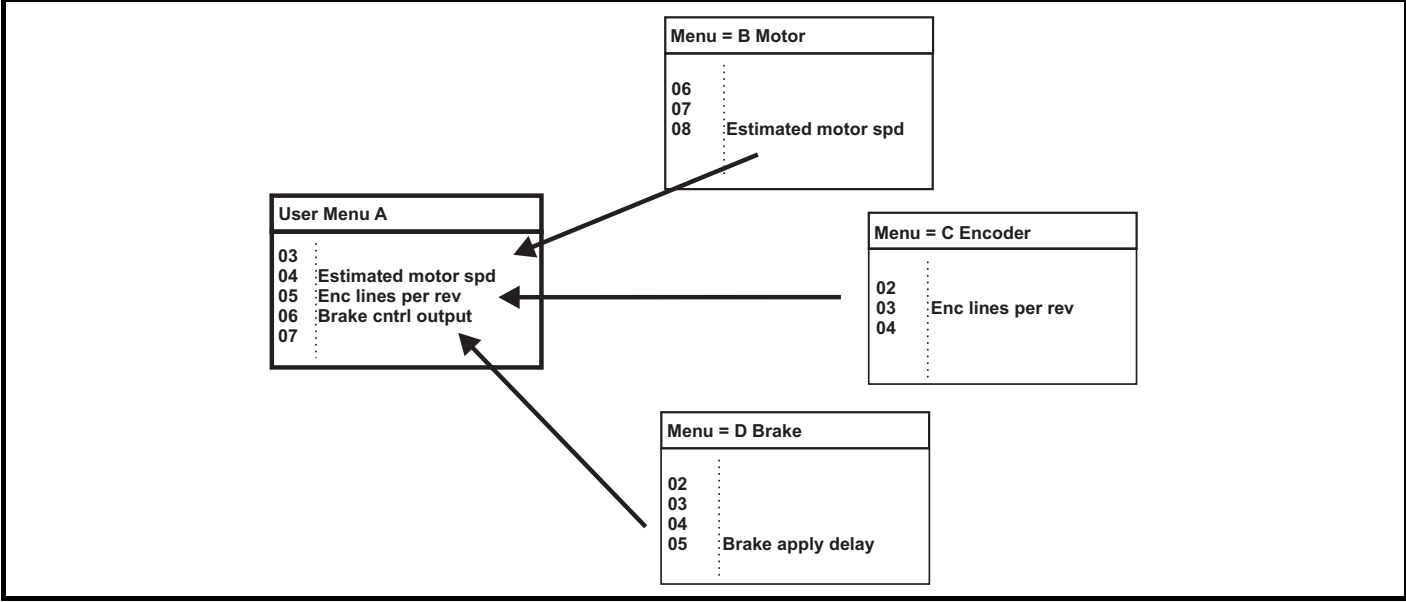 Menu = B Motor
06
07
08 Estimated motor spd
User Menu A
03
04 Estimated motor spd
05 Enc lines per rev
06 Brake cntrl output
07
Menu = C Encoder
02
03 Enc lines per rev
04
Menu = D Brake
02
03
04
05 Brake apply delay